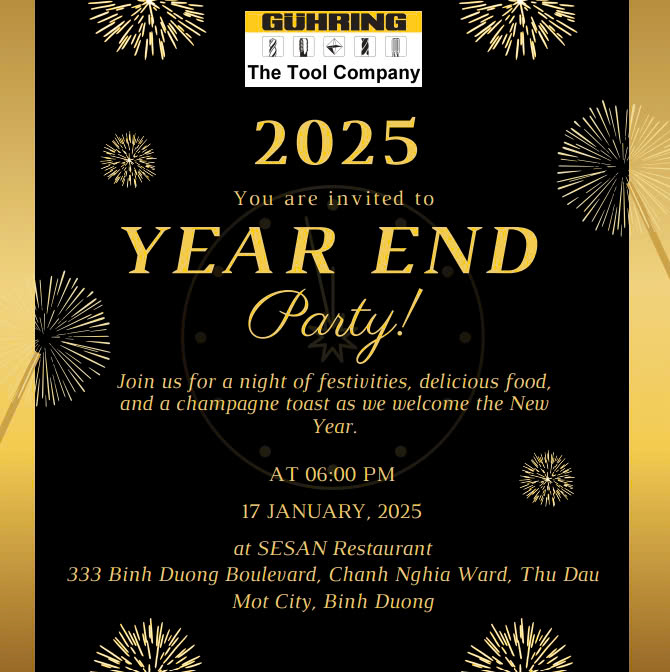 GÜHRING
The Tool Company
2025
You are invited to
YEAR END
Party!
Join us for a night of festivities, delicious food,
and a champagne toast as we welcome the New
Year.
AT 06:00 PM
17 JANUARY, 2025
at SESAN Restaurant
333 Binh Duong Boulevard, Chanh Nghia Ward, Thu Dau
Mot City, Binh Duong